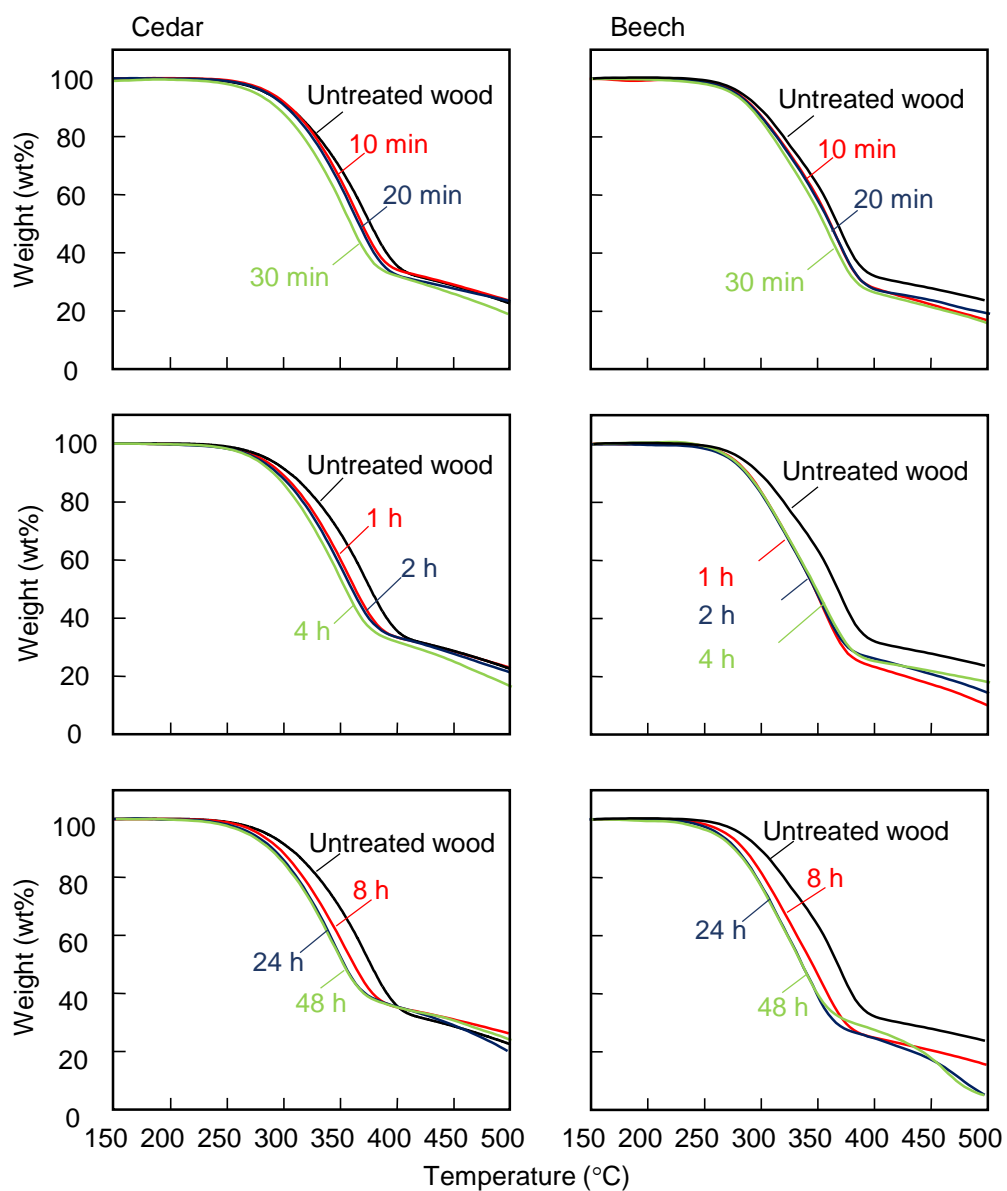 Cedar
Beech
100
80
60
40
20
0
Weight (wt%)
Untreated wood
10 min
20 min
30 min
Untreated wood
10 min
20 min
30 min
100
80
60
40
20
0
Weight (wt%)
Untreated wood
1 h
2 h
4 h
Untreated wood
1 h
2 h
4 h
100
80
60
40
20
0
Weight (wt%)
Untreated wood
8 h
24 h
48 h
Untreated wood
8 h
24 h
48 h
150 200 250 300 350 400 450 500
150 200 250 300 350 400 450 500
Temperature (°C)